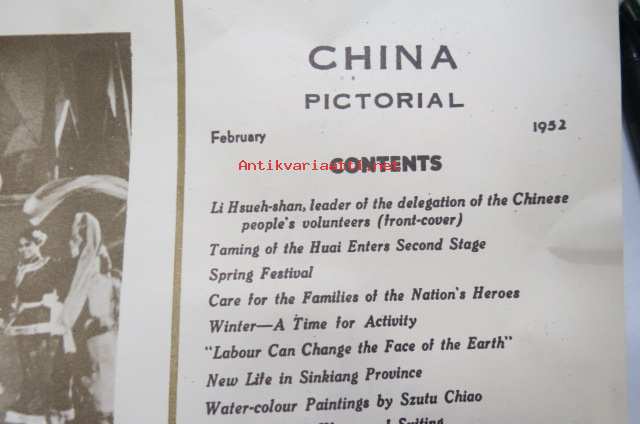 CHINA
PICTORIAL
February 1952
Antikvariaatti.net
CONTENTS
Li Hsueh-shan, leader of the delegation of the Chinese
people's volunteers (front-cover)
Taming of the Huai Enters Second Stage
Spring Festival
Care for the Families of the Nation's Heroes
Winter—A Time for Activity
"Labour Can Change the Face of the Earth"
New Life in Sinkiang Province
Water-colour Paintings by Szutu Chiao